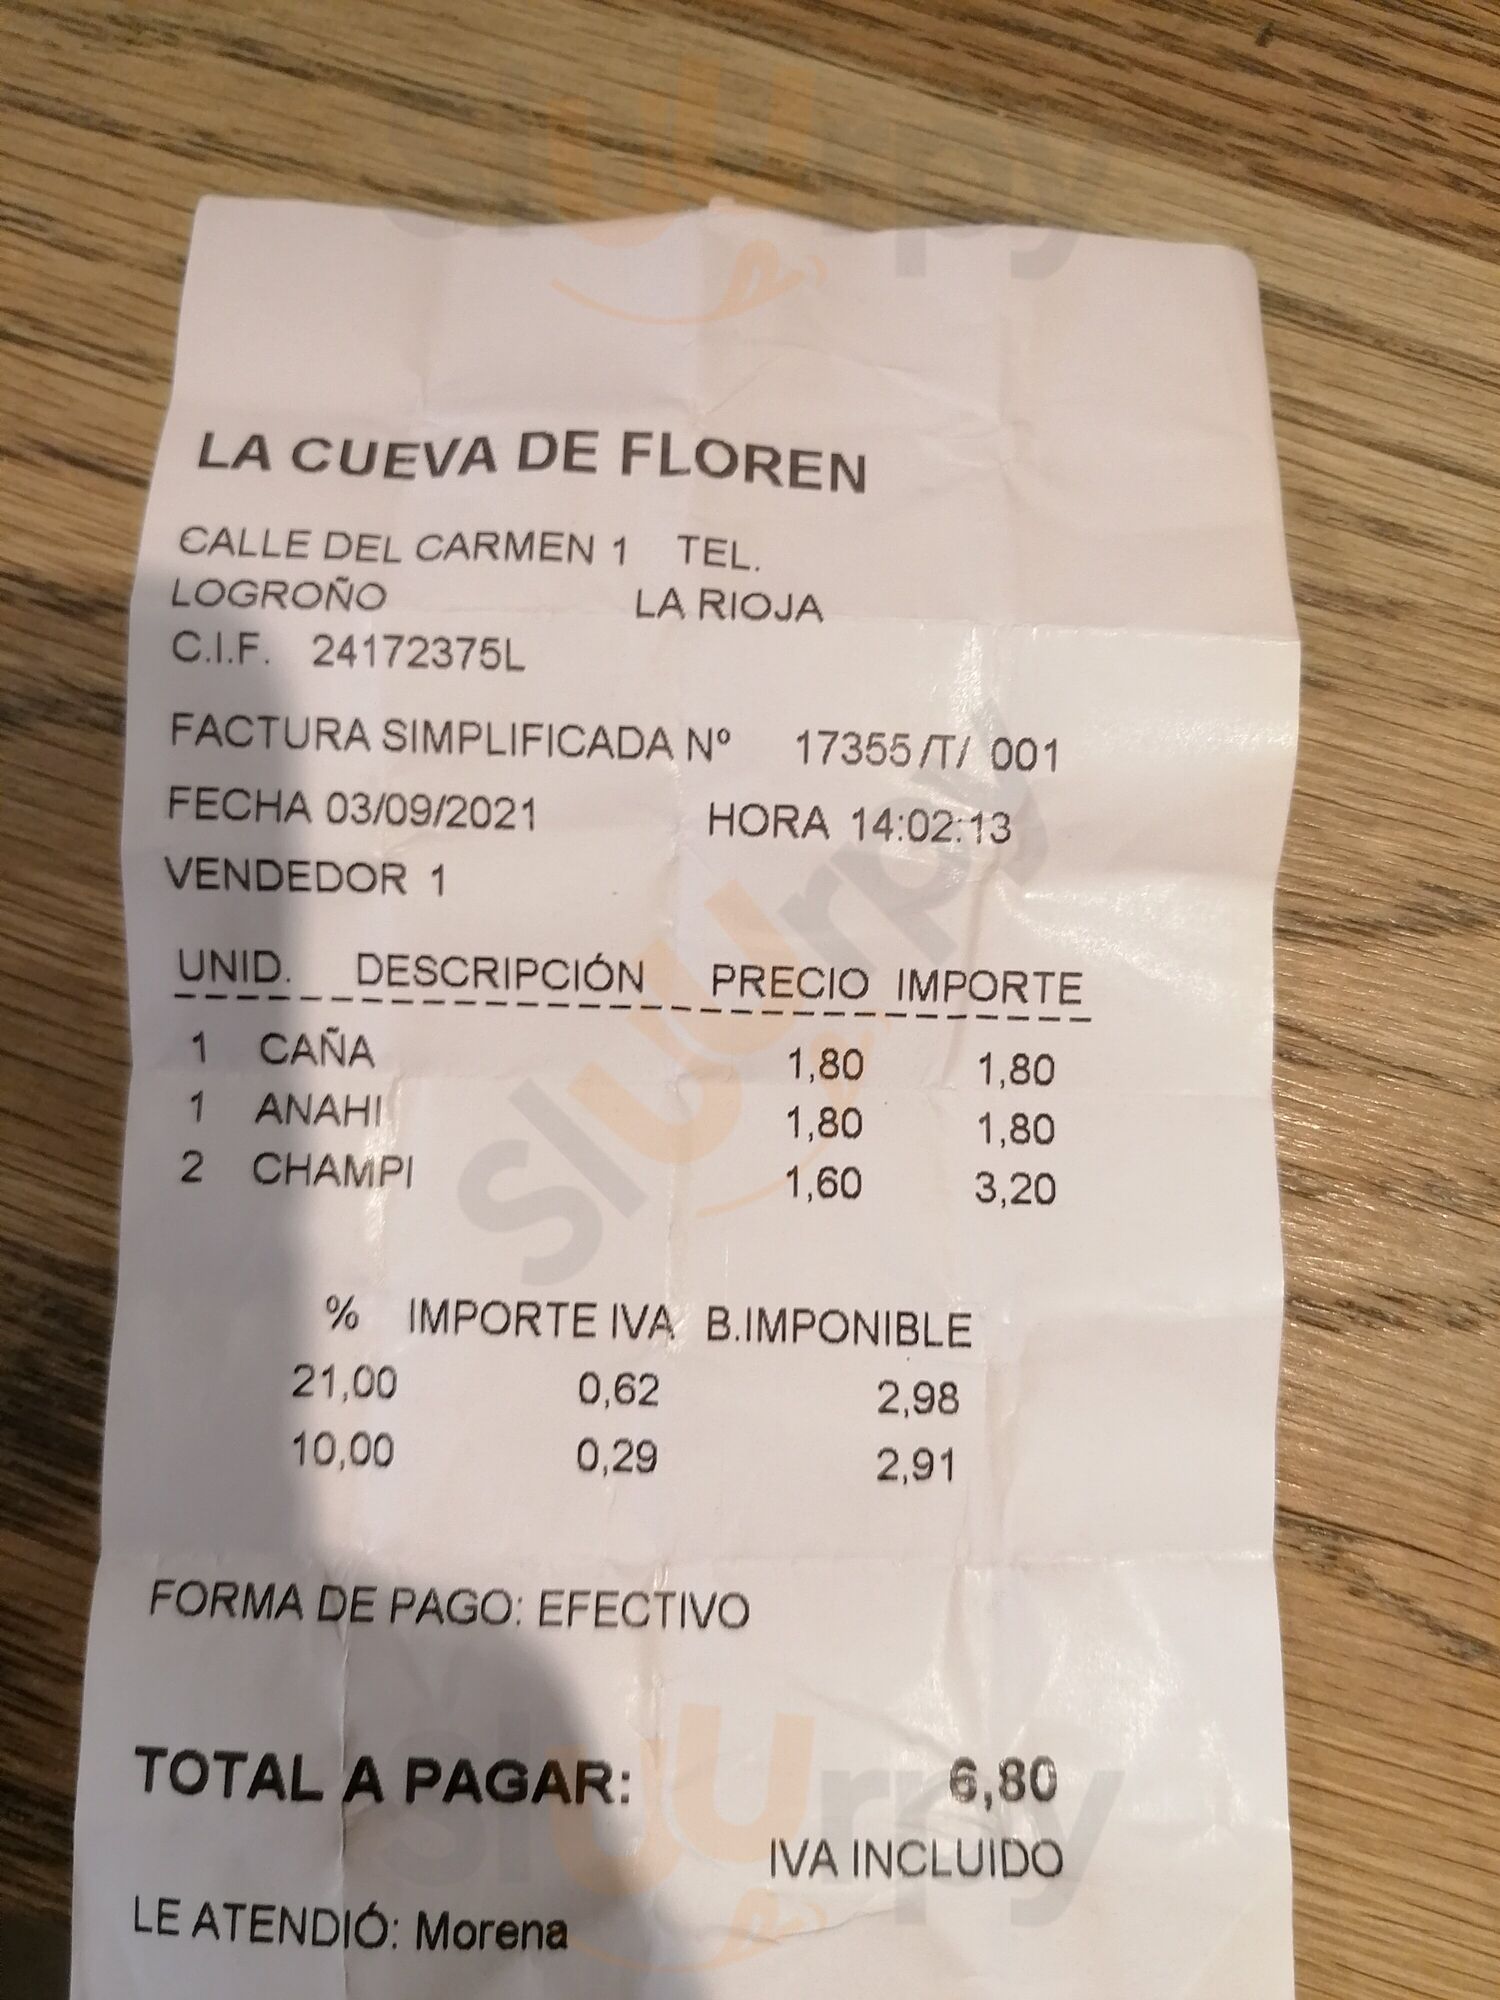 slurpy
LA CUEVA DE FLOREN
CALLE DEL CARMEN 1 TEL.
LOGROÑO LA RIOJA
C.I.F. 24172375L
FACTURA SIMPLIFICADA Nº 17355 /T/ 001
FECHA 03/09/2021 HORA 14:02:13
VENDEDOR 1
UNID. DESCRIPCIÓN PRECIO IMPORTE
1 CAÑA 1,80 1,80
1 ANAHI 1,80 1,80
2 CHAMPI 1,60 3,20
slurpy
% IMPORTE IVA B.IMPONIBLE
21,00 0,62 2,98
10,00 0,29 2,91
FORMA DE PAGO: EFECTIVO
TOTAL A PAGAR: 6,80
slurpy
IVA INCLUIDO
LE ATENDIÓ: Morena